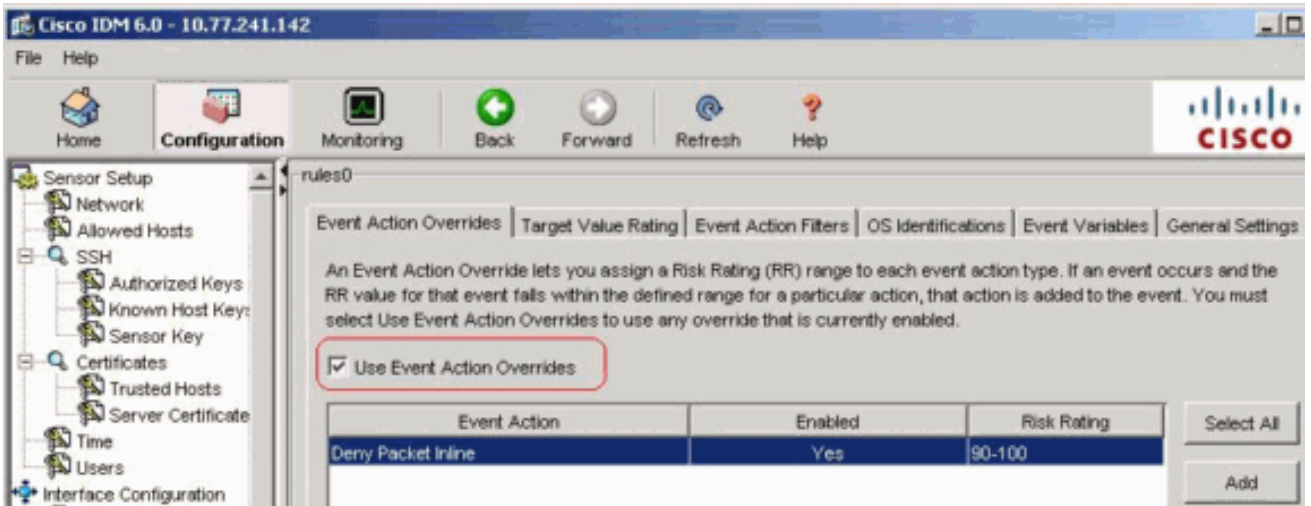 Cisco IDM 6.0 - 10.77.241.142
File Help
Home Configuration Monitoring Back Forward Refresh Help
CISCO
Sensor Setup
Network
Allowed Hosts
SSH
Authorized Keys
Known Host Key
Sensor Key
Certificates
Trusted Hosts
Server Certificate
Time
Users
Interface Configuration
rules0
Event Action Overrides Target Value Rating Event Action Filters OS Identifications Event Variables General Settings
An Event Action Override lets you assign a Risk Rating (RR) range to each event action type. If an event occurs and the
RR value for that event falls within the defined range for a particular action, that action is added to the event. You must
select Use Event Action Overrides to use any override that is currently enabled.
Use Event Action Overrides
Event Action Enabled Risk Rating
Deny Packet Inline Yes 90-100
Select All
Add